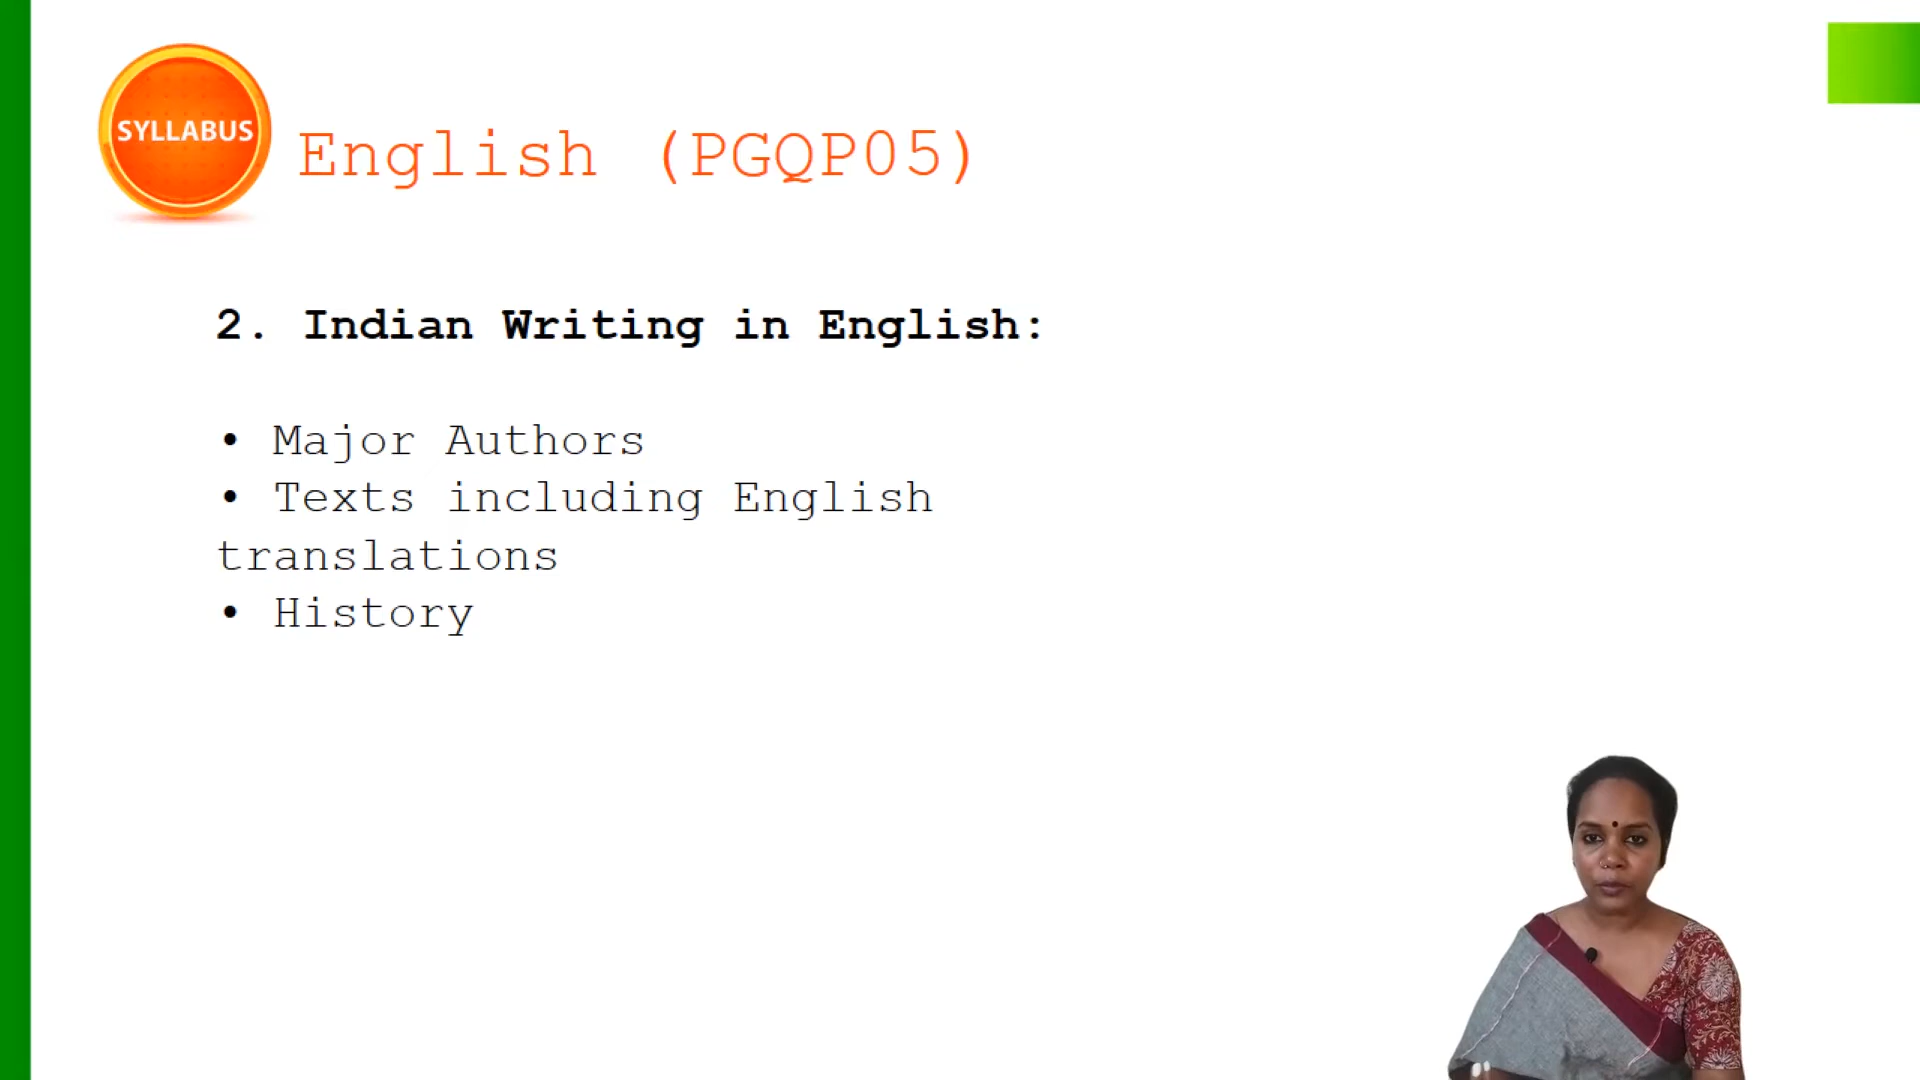 SYLLABUS
English (PGQP05)
2. Indian Writing in English:
• Major Authors
• Texts including English
translations
• History